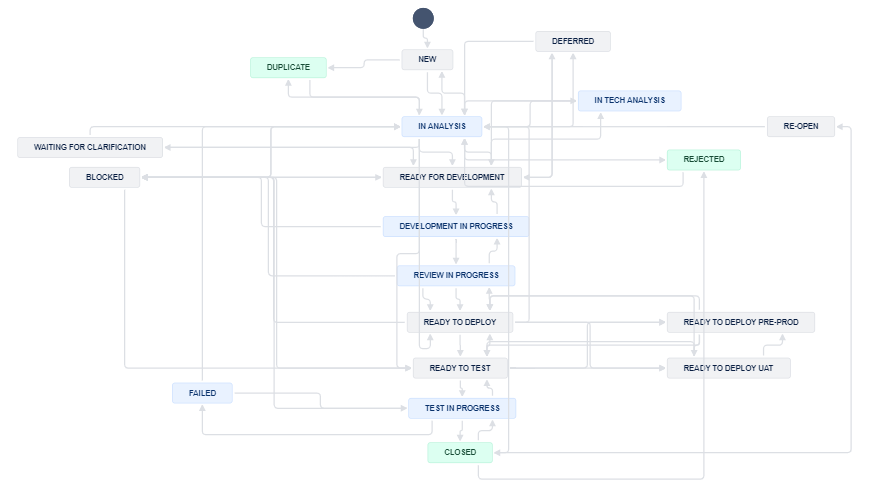 DEFERRED
NEW
DUPLICATE
IN TECH ANALYSIS
IN ANALYSIS
RE-OPEN
WAITING FOR CLARIFICATION
REJECTED
BLOCKED
READY FOR DEVELOPMENT
DEVELOPMENT IN PROGRESS
REVIEW IN PROGRESS
READY TO DEPLOY
READY TO DEPLOY PRE-PROD
READY TO TEST
READY TO DEPLOY UAT
FAILED
TEST IN PROGRESS
CLOSED